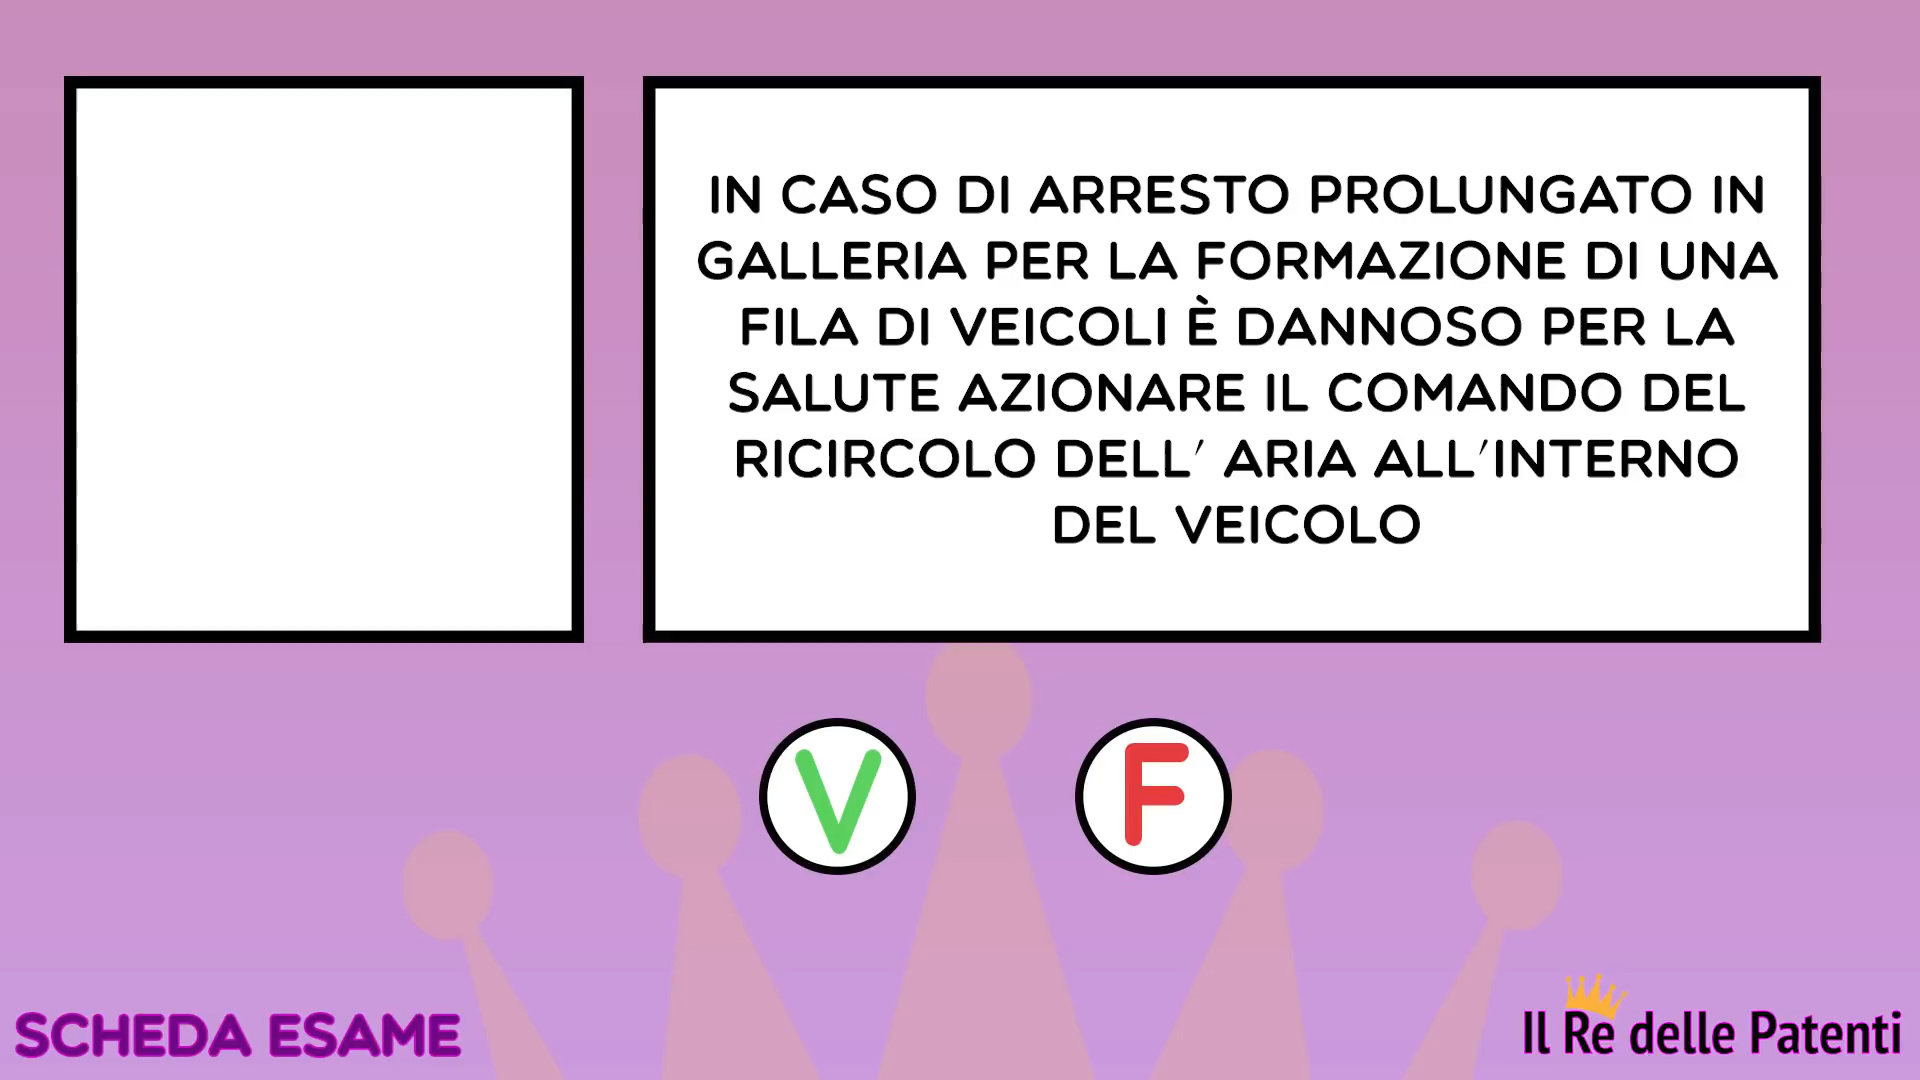 IN CASO DI ARRESTO PROLUNGATO IN
GALLERIA PER LA FORMAZIONE DI UNA
FILA DI VEICOLI È DANNOSO PER LA
SALUTE AZIONARE IL COMANDO DEL
RICIRCOLO DELL' ARIA ALL'INTERNO
DEL VEICOLO
V F
SCHEDA ESAME
Il Re delle Patenti